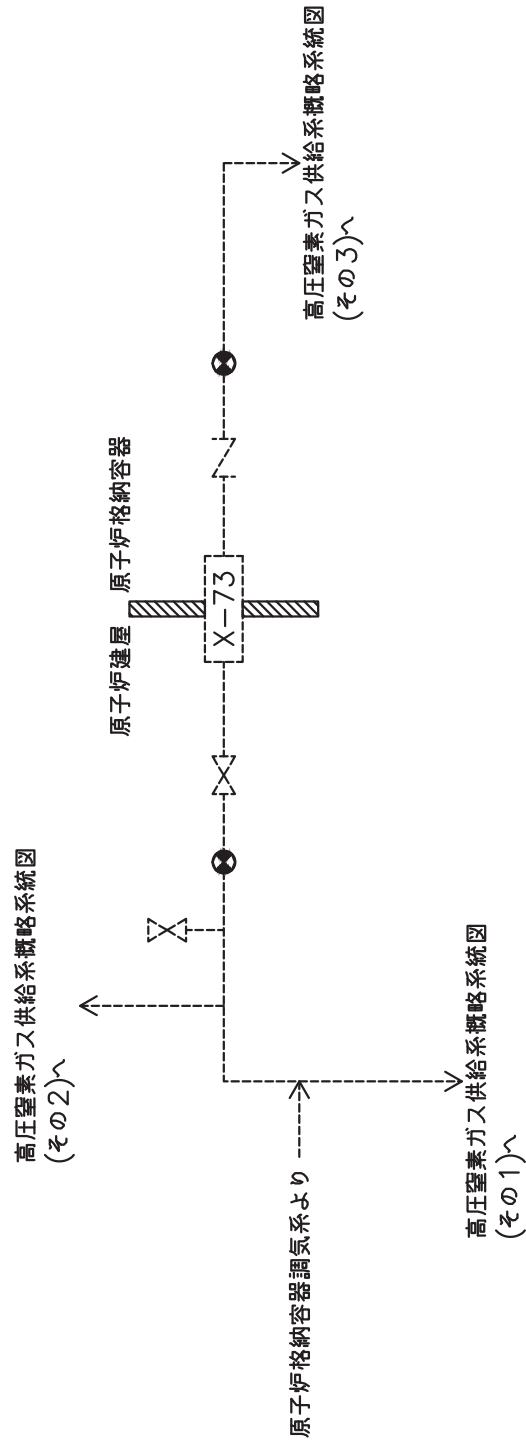 高圧窒素ガス供給系概略系統図
(その2)へ
原子炉建屋
原子炉格納容器
X-73
高圧窒素ガス供給系概略系統図
(その3)へ
原子炉格納容器調気系より
高圧窒素ガス供給系概略系統図
(その1)へ